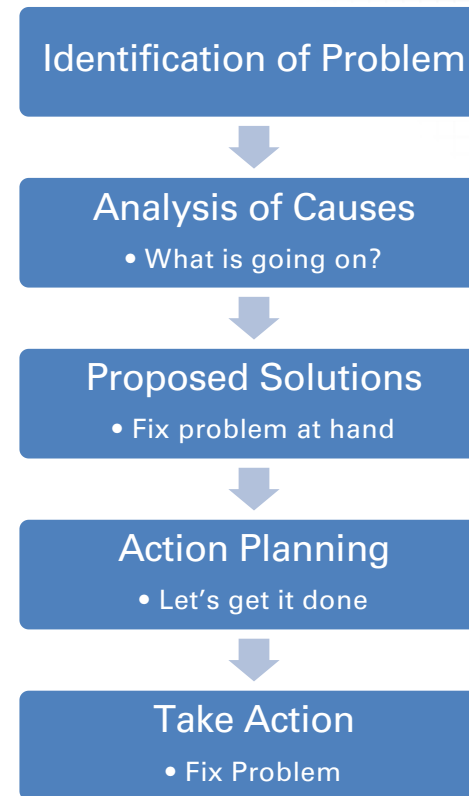 Identification of Problem
Analysis of Causes
• What is going on?
Proposed Solutions
• Fix problem at hand
Action Planning
• Let’s get it done
Take Action
• Fix Problem